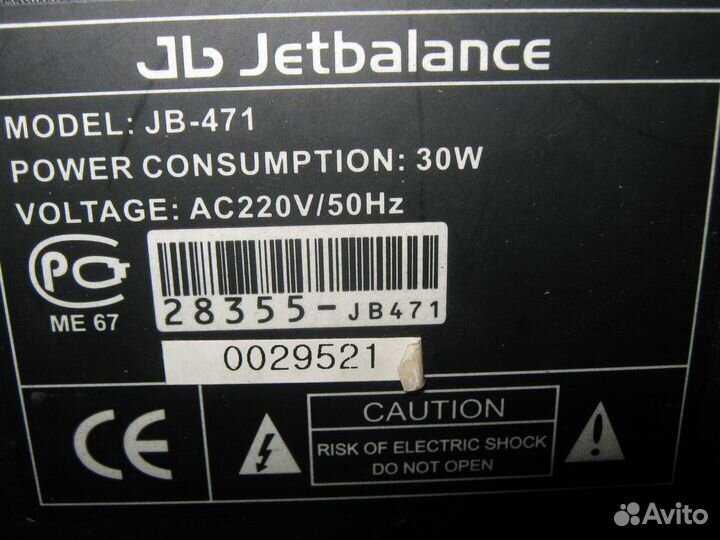 Jb Jetbalance
MODEL: JB-471
POWER CONSUMPTION: 30W
VOLTAGE: AC220V/50Hz
РС
ME 67
28355-JB471
0029521
CE
CAUTION
RISK OF ELECTRIC SHOCK
DO NOT OPEN
Avito